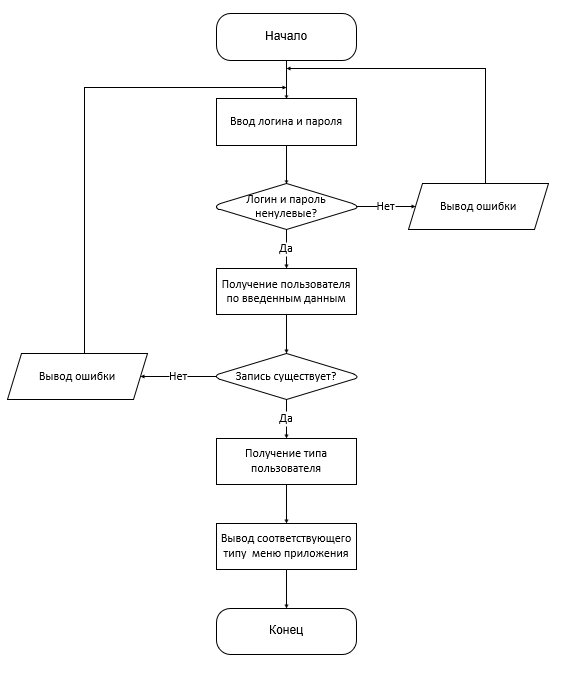 Начало
Ввод логина и пароля
Логин и пароль
ненулевые?
Нет
Вывод ошибки
Да
Получение пользователя
по введенным данным
Вывод ошибки
Нет
Запись существует?
Да
Получение типа
пользователя
Вывод соответствующего
типу меню приложения
Конец